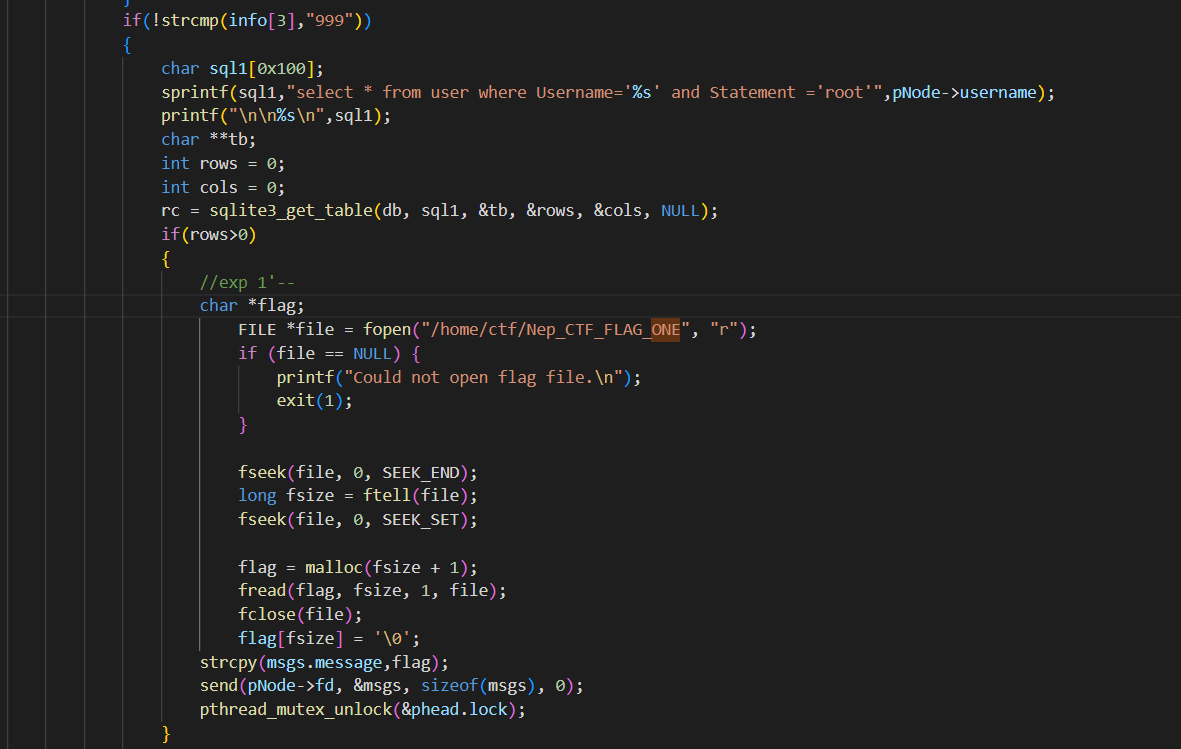 }
if(!strcmp(info[3],"999"))
{
char sql1[0x100];
sprintf(sql1,"select * from user where Username='%s' and Statement ='root'",pNode->username);
printf("\n\n%s\n",sql1);
char **tb;
int rows = 0;
int cols = 0;
rc = sqlite3_get_table(db, sql1, &tb, &rows, &cols, NULL);
if(rows>0)
{
//exp 1'--
char *flag;
FILE *file = fopen("/home/ctf/Nep_CTF_FLAG_ONE", "r");
if (file == NULL) {
printf("Could not open flag file.\n");
exit(1);
}
fseek(file, 0, SEEK_END);
long fsize = ftell(file);
fseek(file, 0, SEEK_SET);
flag = malloc(fsize + 1);
fread(flag, fsize, 1, file);
fclose(file);
flag[fsize] = '\0';
strcpy(msgs.message,flag);
send(pNode->fd, &msgs, sizeof(msgs), 0);
pthread_mutex_unlock(&phead.lock);
}